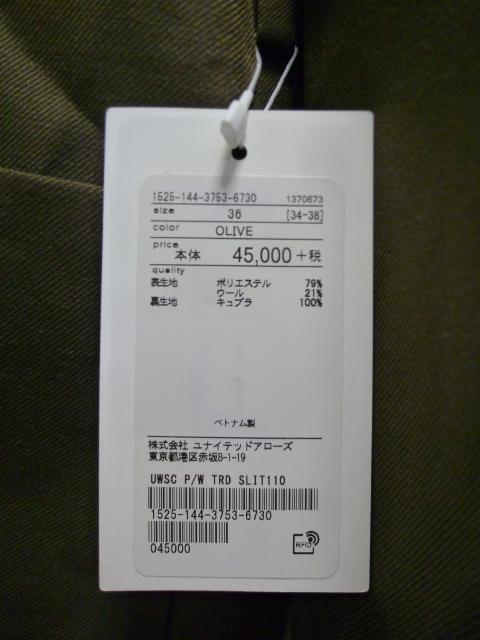 1525-144-3753-6730 1370673
size 36 [34-38]
color OLIVE
price 本体 45,000 +税
quality
表生地 ポリエステル 79%
ウール 21%
裏生地 キュプラ 100%
ベトナム製
株式会社 ユナイテッドアローズ
東京都港区赤坂8-1-19
UWSC P/W TRD SLIT110
1525-144-3753-6730
045000
RFID